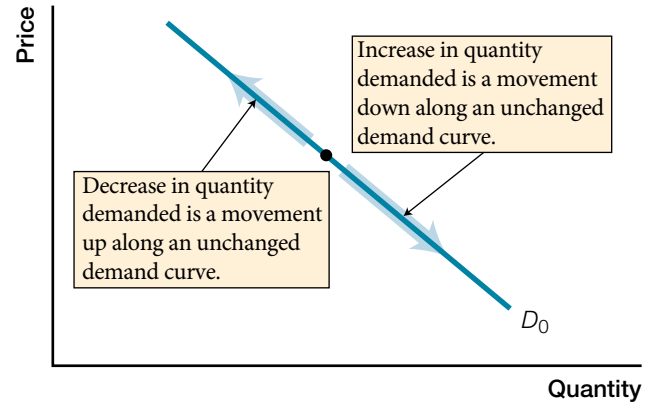 Price
Increase in quantity
demanded is a movement
down along an unchanged
demand curve.
Decrease in quantity
demanded is a movement
up along an unchanged
demand curve.
D0
Quantity